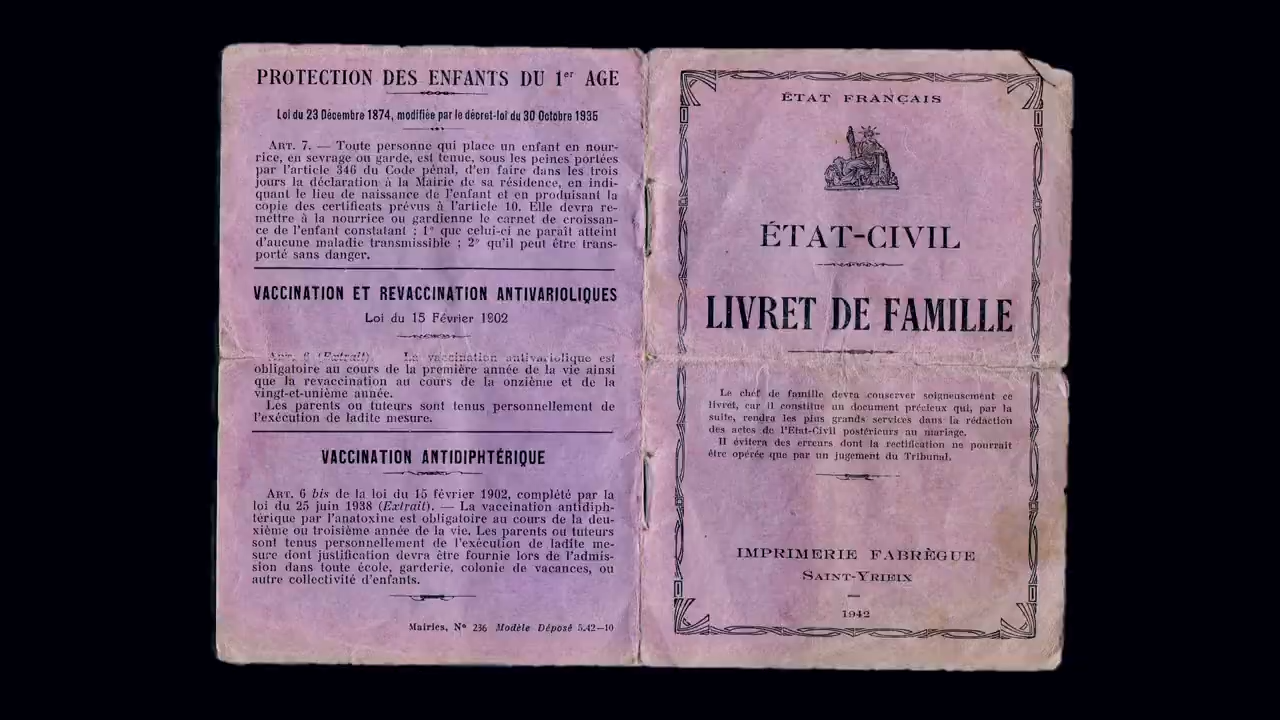 PROTECTION DES ENFANTS DU 1er AGE
Loi du 23 Décembre 1874, modifiée par le décret-loi du 30 Octobre 1935
ART. 7. — Toute personne qui place un enfant en nour-
rice, en sevrage ou garde, est tenue, sous les peines portées
par l'article 346 du Code pénal, d'en faire dans les trois
jours la déclaration à la Mairie de sa résidence, en indi-
quant le lieu de naissance de l'enfant et en produisant la
copie des certificats prévus à l'article 10. Elle devra re-
mettre à la nourrice ou gardienne le carnet de croissan-
ce de l'enfant constatant : 1° que celui-ci ne paraît atteint
d'aucune maladie transmissible ; 2° qu'il peut être trans-
porté sans danger.
VACCINATION ET REVACCINATION ANTIVARIOLIQUES
Loi du 15 Février 1902
ART. 6 (Extrait). — La vaccination antivariolique est
obligatoire au cours de la première année de la vie ainsi
que la revaccination au cours de la onzième et de la
vingt-et-unième année.
Les parents ou tuteurs sont tenus personnellement de
l'exécution de ladite mesure.
VACCINATION ANTIDIPHTÉRIQUE
ART. 6 bis de la loi du 15 février 1902, complété par la
loi du 25 juin 1938 (Extrait). — La vaccination antidiph-
térique par l'anatoxine est obligatoire au cours de la deu-
xième ou troisième année de la vie. Les parents ou tuteurs
sont tenus personnellement de l'exécution de ladite me-
sure dont justification devra être fournie lors de l'admis-
sion dans toute école, garderie, colonie de vacances, ou
autre collectivité d'enfants.
Mairies, N° 236 Modèle Déposé 5.42—10
ÉTAT FRANÇAIS
ÉTAT-CIVIL
LIVRET DE FAMILLE
Le chef de famille devra conserver soigneusement ce
livret, car il constitue un document précieux qui, par la
suite, rendra les plus grands services dans la rédaction
des actes de l'Etat-Civil postérieurs au mariage.
Il évitera des erreurs dont la rectification ne pourrait
être opérée que par un jugement du Tribunal.
IMPRIMERIE FABRÈGUE
SAINT-YRIEIX
1942